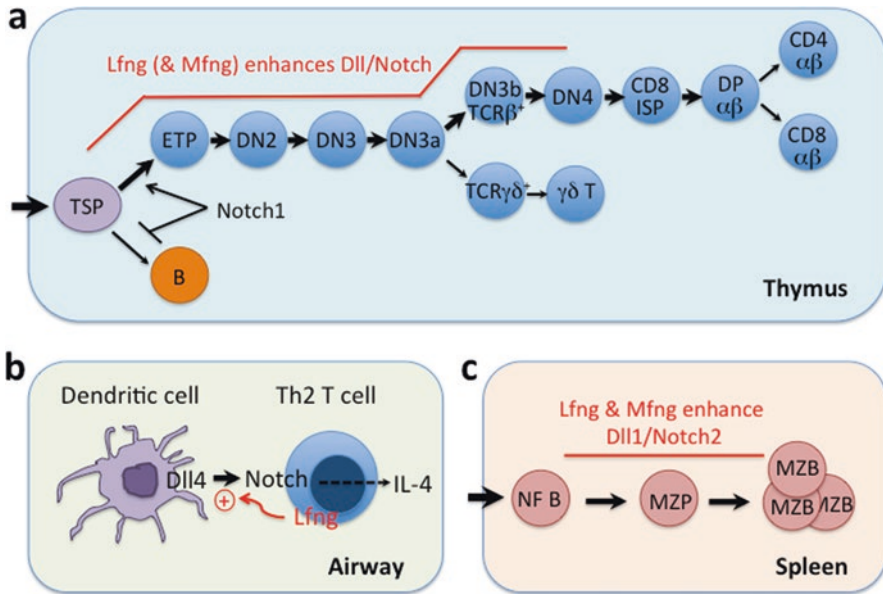 a
Lfng (& Mfng) enhances Dll/Notch
TSP
ETP
DN2
DN3
DN3a
DN3b
TCRβ⁺
DN4
CD8
ISP
DP
αβ
CD4
αβ
CD8
αβ
TCRγδ⁺
γδ T
Notch1
B
Thymus
b
Dendritic cell
Th2 T cell
Dll4
Notch
IL-4
+
Lfng
Airway
c
Lfng & Mfng enhance
Dll1/Notch2
NF B
MZP
MZB
MZB
MZB
Spleen